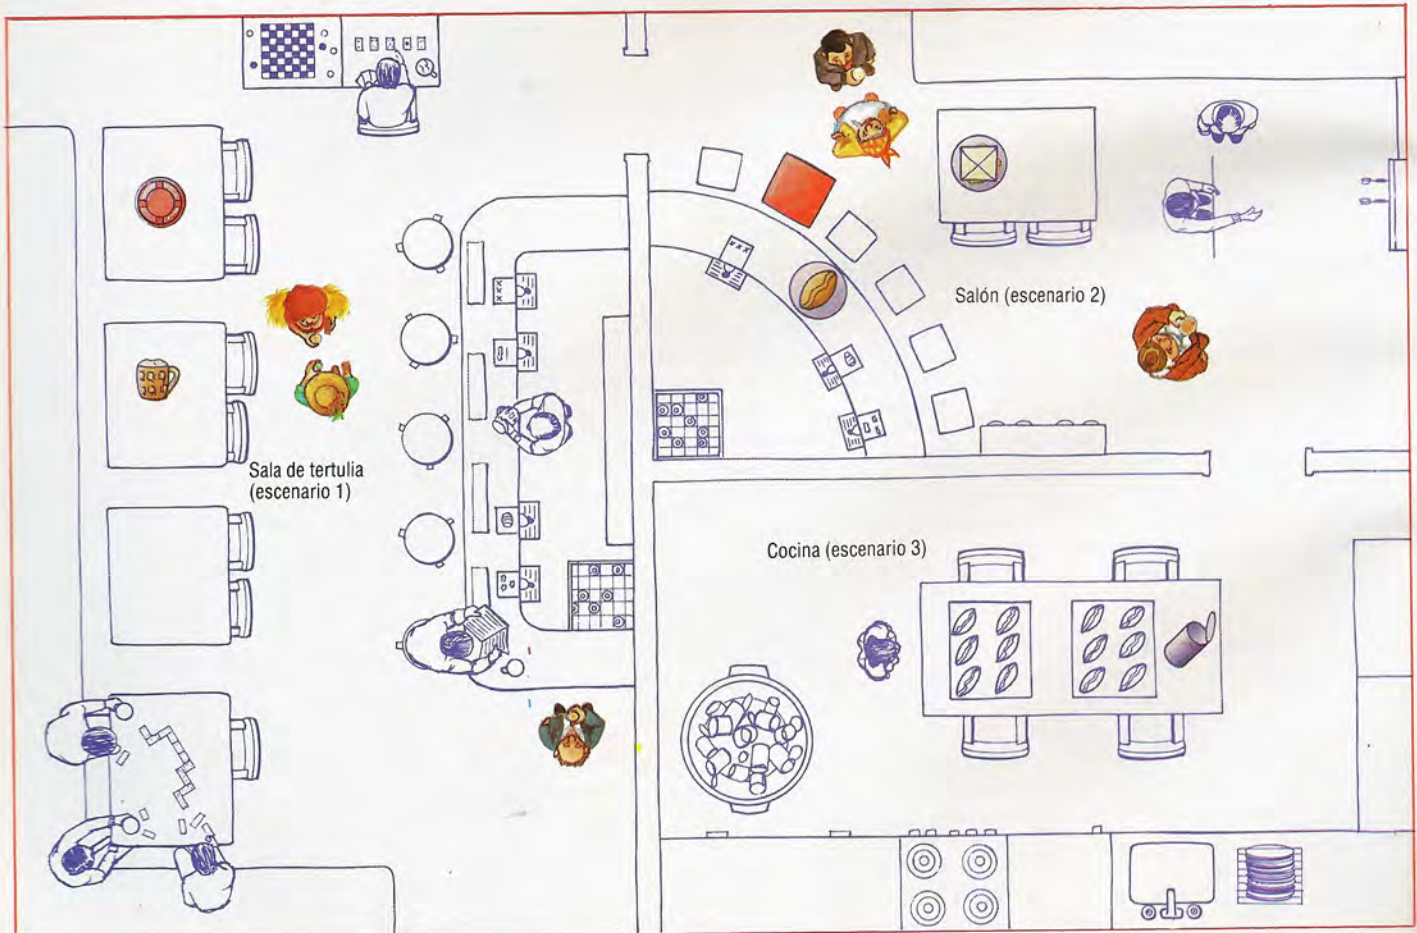 Salón (escenario 2)
Sala de tertulia
(escenario 1)
Cocina (escenario 3)